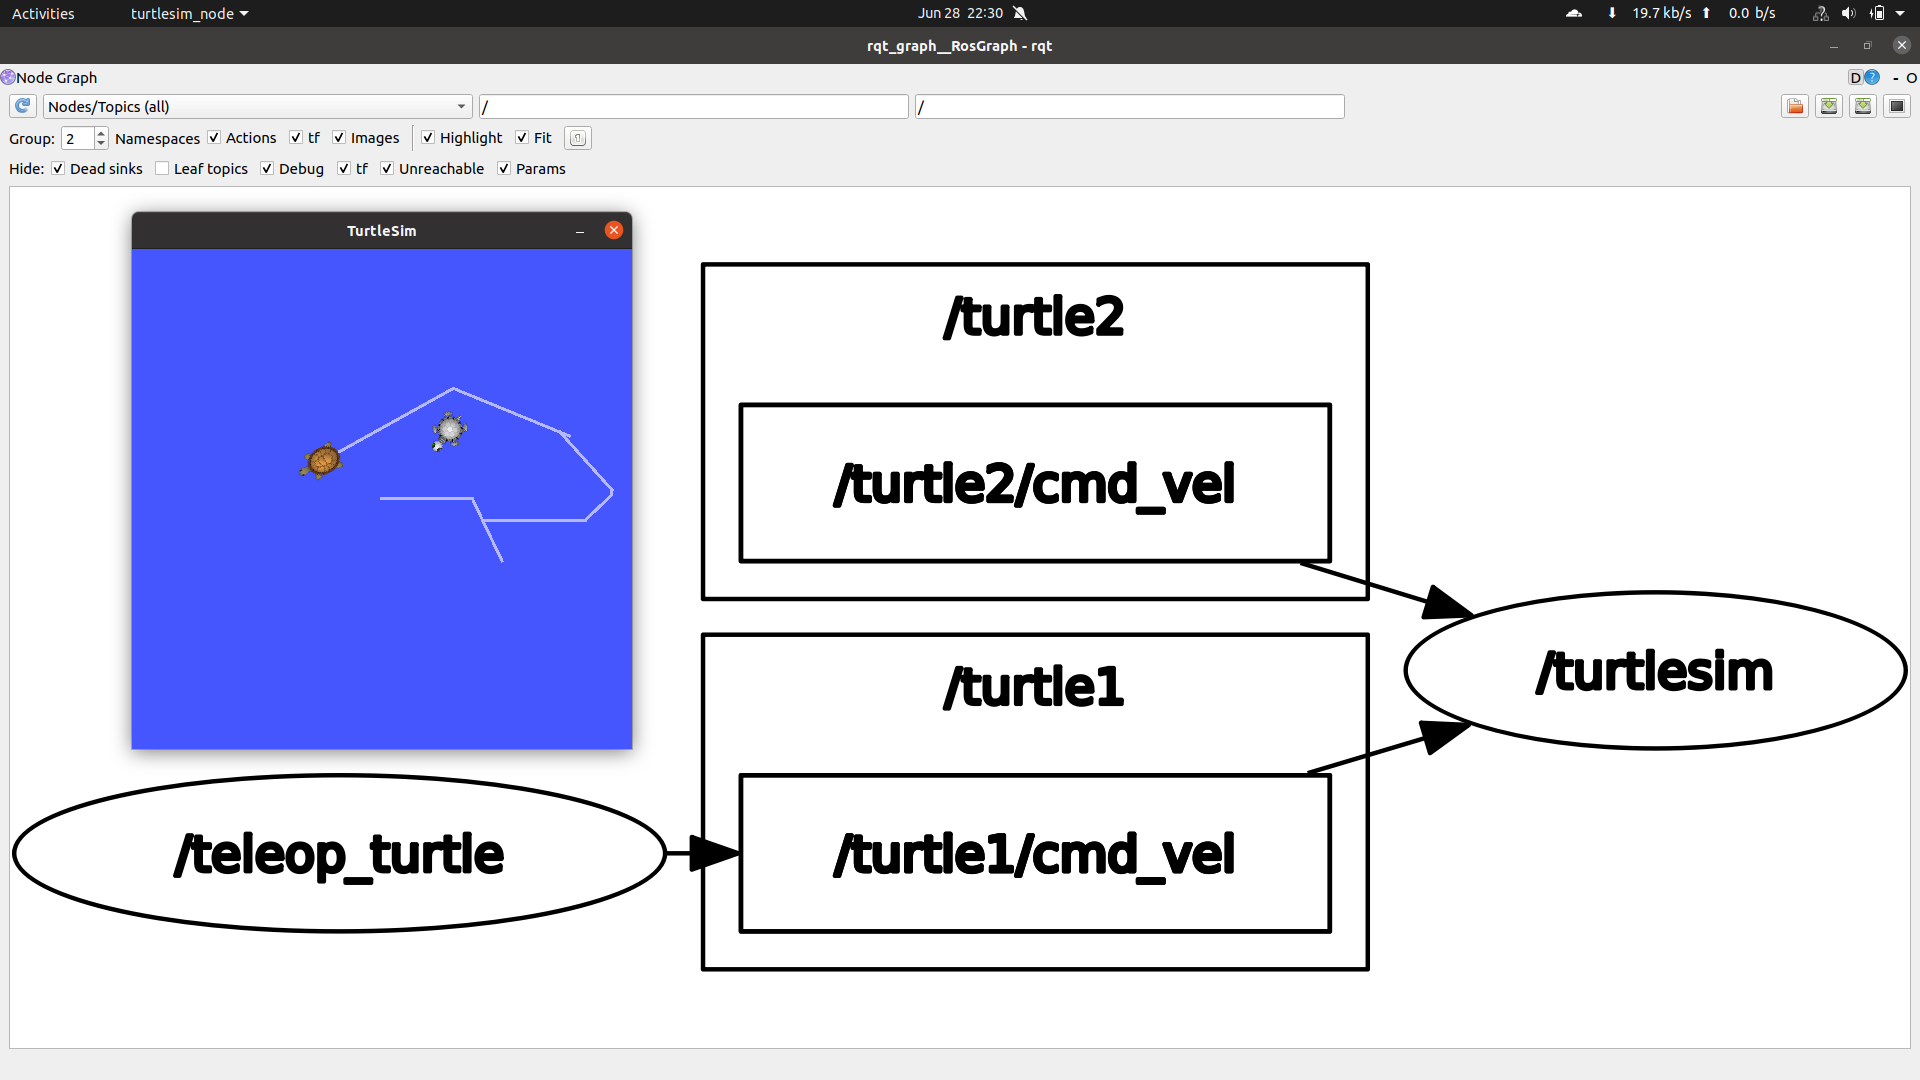 Activities turtlesim_node Jun 28 22:30 19.7 kb/s 0.0 b/s
rqt_graph__RosGraph - rqt
Node Graph D ? - O
Nodes/Topics (all) / /
Group: 2 Namespaces Actions tf Images Highlight Fit
Hide: Dead sinks Leaf topics Debug tf Unreachable Params
TurtleSim
/turtle2
/turtle2/cmd_vel
/turtlesim
/turtle1
/teleop_turtle
/turtle1/cmd_vel